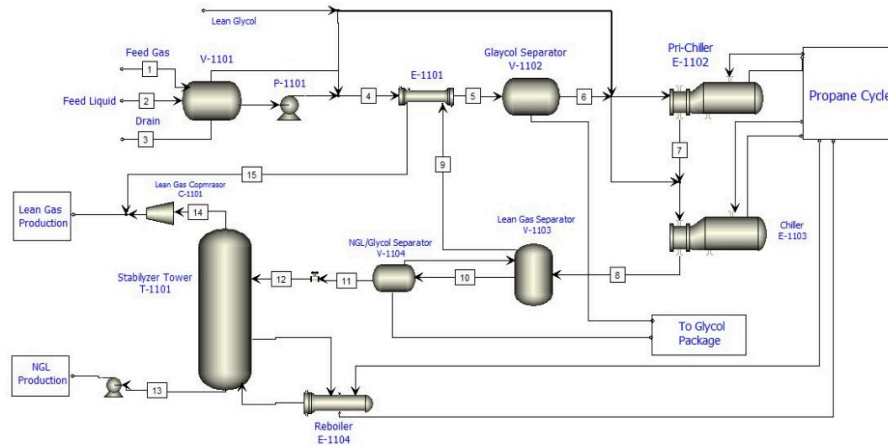 Lean Glycol
Feed Gas
V-1101
1
P-1101
Feed Liquid
2
Drain
3
4
E-1101
5
Glaycol Separator
V-1102
6
Pri-Chiller
E-1102
Propane Cycle
7
9
15
Lean Gas Copmrasor
C-1101
14
Lean Gas
Production
Stabilyzer Tower
T-1101
12
11
NGL/Glycol Separator
V-1104
10
Lean Gas Separator
V-1103
8
Chiller
E-1103
To Glycol
Package
NGL
Production
13
Reboiler
E-1104